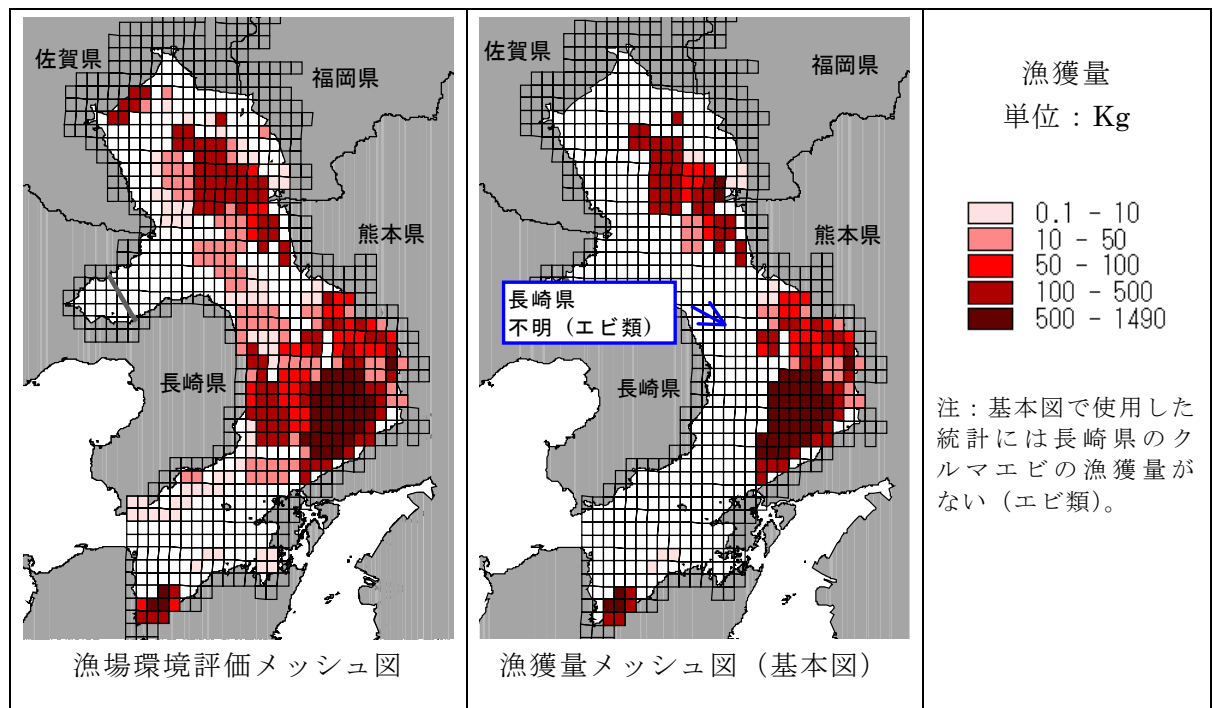 佐賀県
福岡県
熊本県
長崎県
漁場環境評価メッシュ図
佐賀県
福岡県
熊本県
長崎県
不明（エビ類）
長崎県
漁獲量メッシュ図（基本図）
漁獲量
単位：Kg
0.1 - 10
10 - 50
50 - 100
100 - 500
500 - 1490
注：基本図で使用した
統計には長崎県のク
ルマエビの漁獲量が
ない（エビ類）。